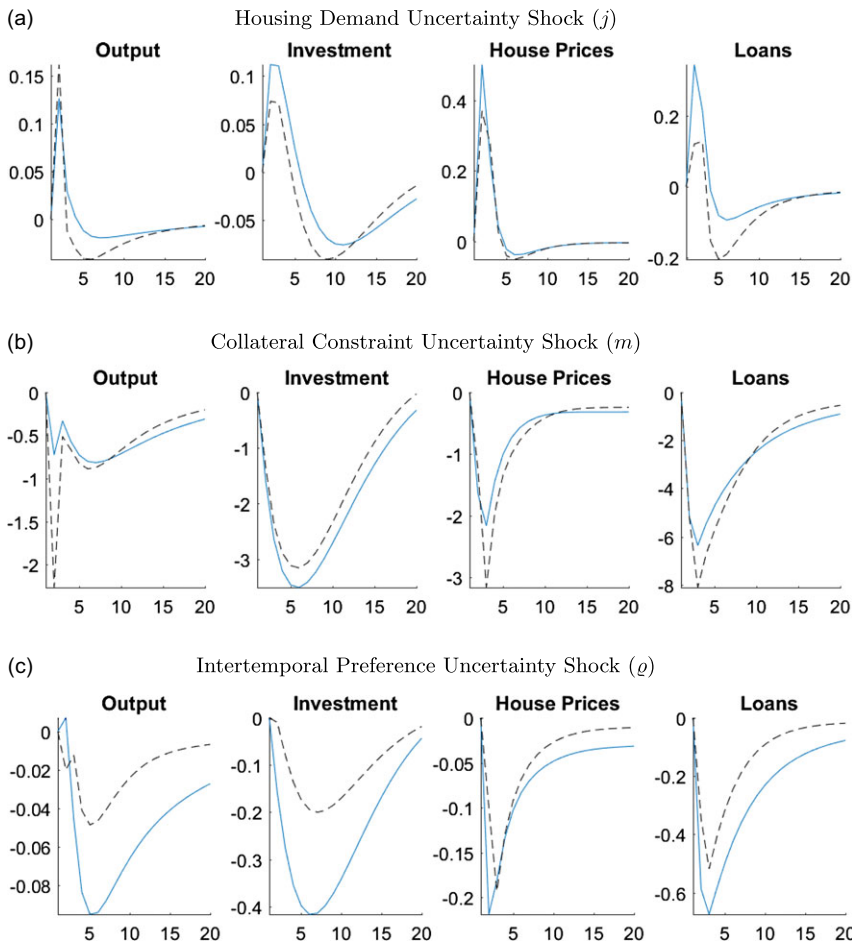 (a) Housing Demand Uncertainty Shock (j)
Output Investment House Prices Loans
0.15 0.1 0.05 0
0.1 0.05 0 -0.05
0.4 0.2 0
0.2 0 -0.2
5 10 15 20 5 10 15 20 5 10 15 20 5 10 15 20
(b) Collateral Constraint Uncertainty Shock (m)
Output Investment House Prices Loans
0 -0.5 -1 -1.5 -2
0 -1 -2 -3
0 -1 -2 -3
0 -2 -4 -6 -8
5 10 15 20 5 10 15 20 5 10 15 20 5 10 15 20
(c) Intertemporal Preference Uncertainty Shock (ϱ)
Output Investment House Prices Loans
0 -0.02 -0.04 -0.06 -0.08
0 -0.1 -0.2 -0.3 -0.4
0 -0.05 -0.1 -0.15 -0.2
0 -0.2 -0.4 -0.6
5 10 15 20 5 10 15 20 5 10 15 20 5 10 15 20